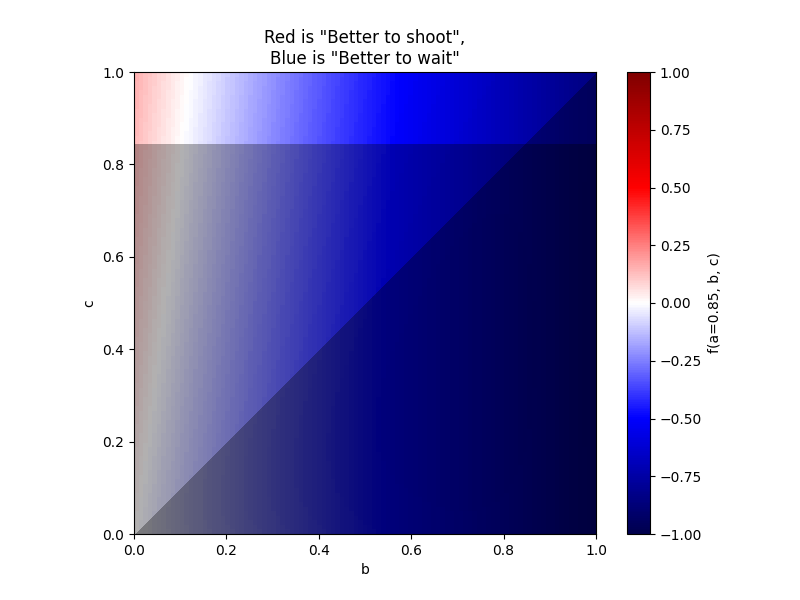 Red is "Better to shoot",
Blue is "Better to wait"
1.0
0.8
0.6
0.4
0.2
0.0
c
0.0 0.2 0.4 0.6 0.8 1.0
b
1.00
0.75
0.50
0.25
0.00
−0.25
−0.50
−0.75
−1.00
f(a=0.85, b, c)